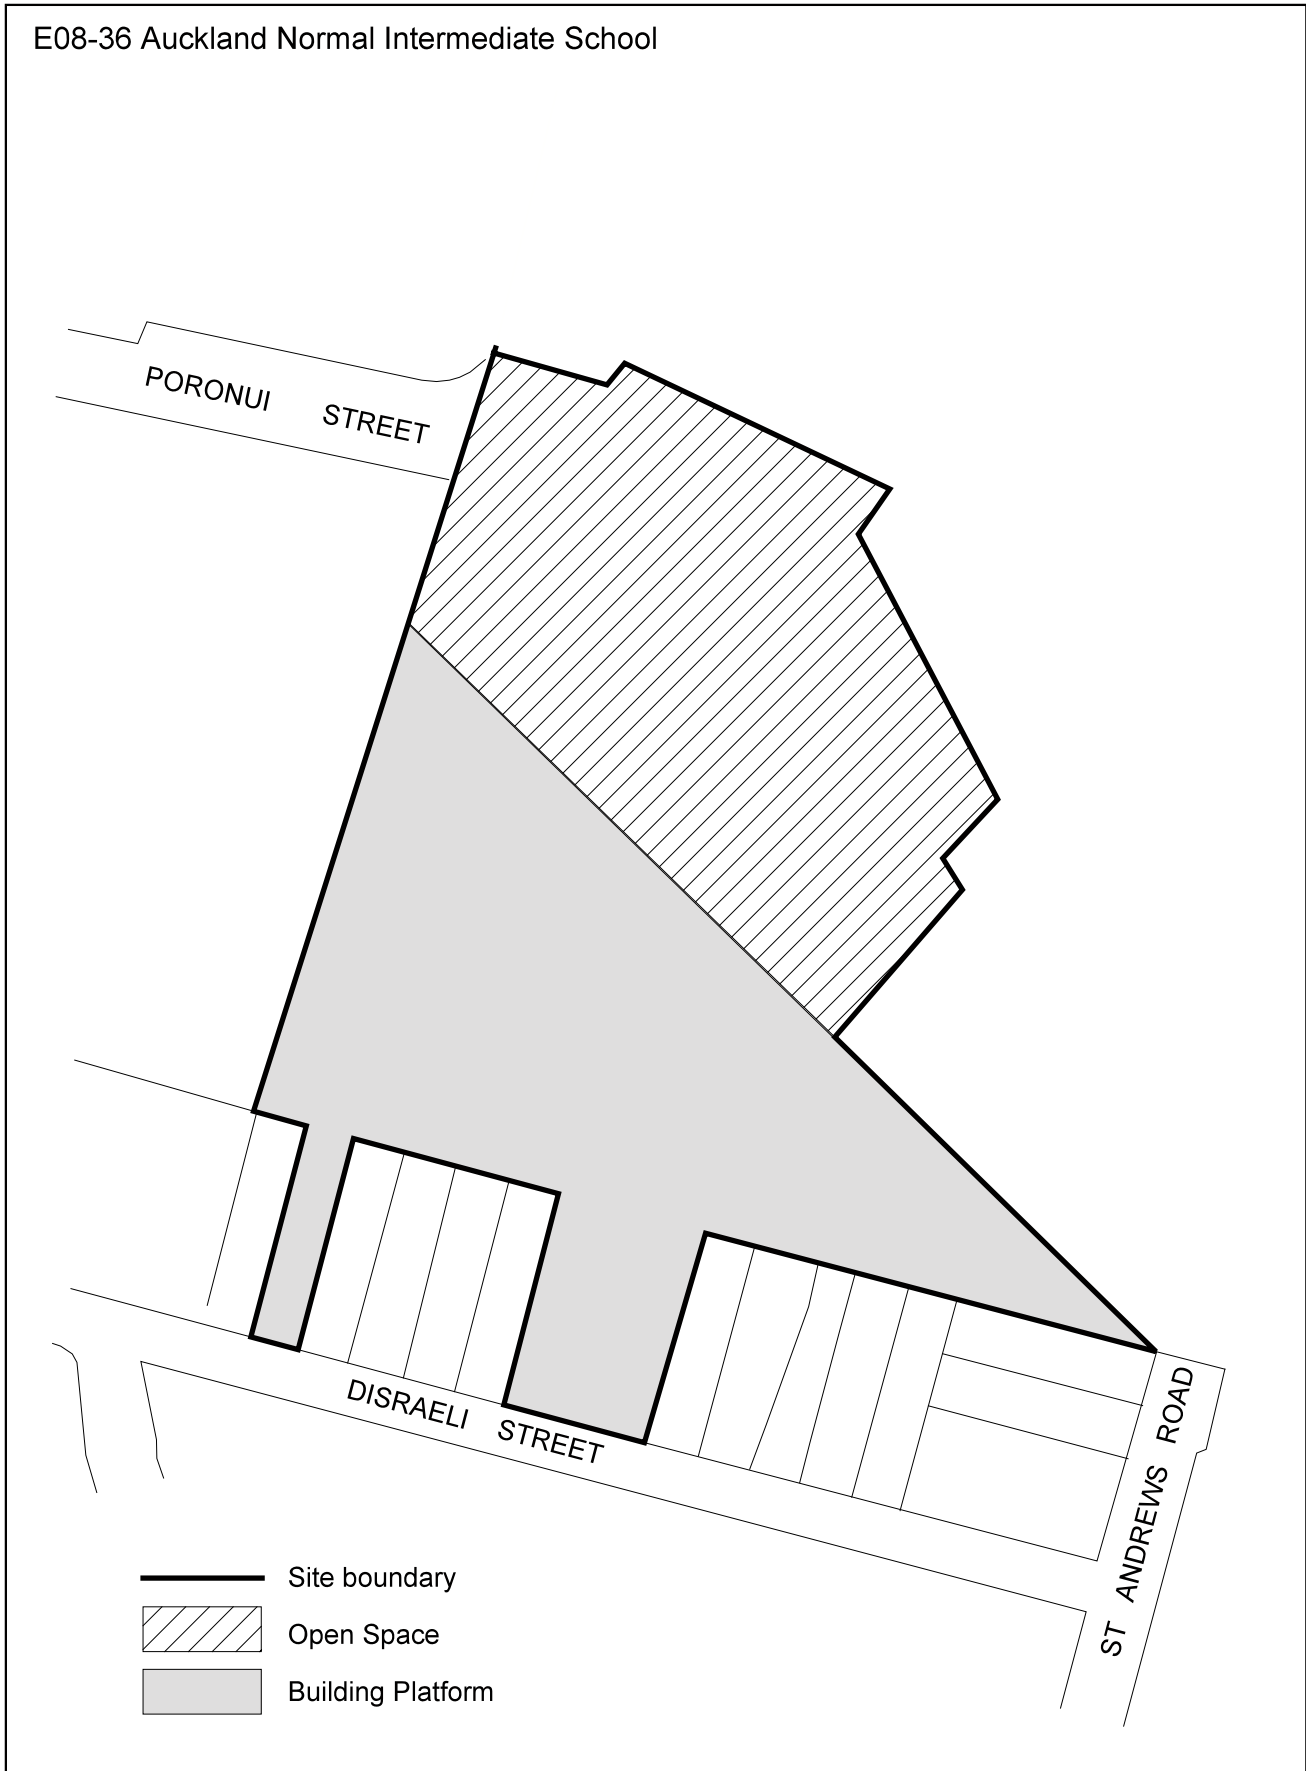 E08-36 Auckland Normal Intermediate School
PORONUI STREET
DISRAELI STREET
ST ANDREWS ROAD
Site boundary
Open Space
Building Platform